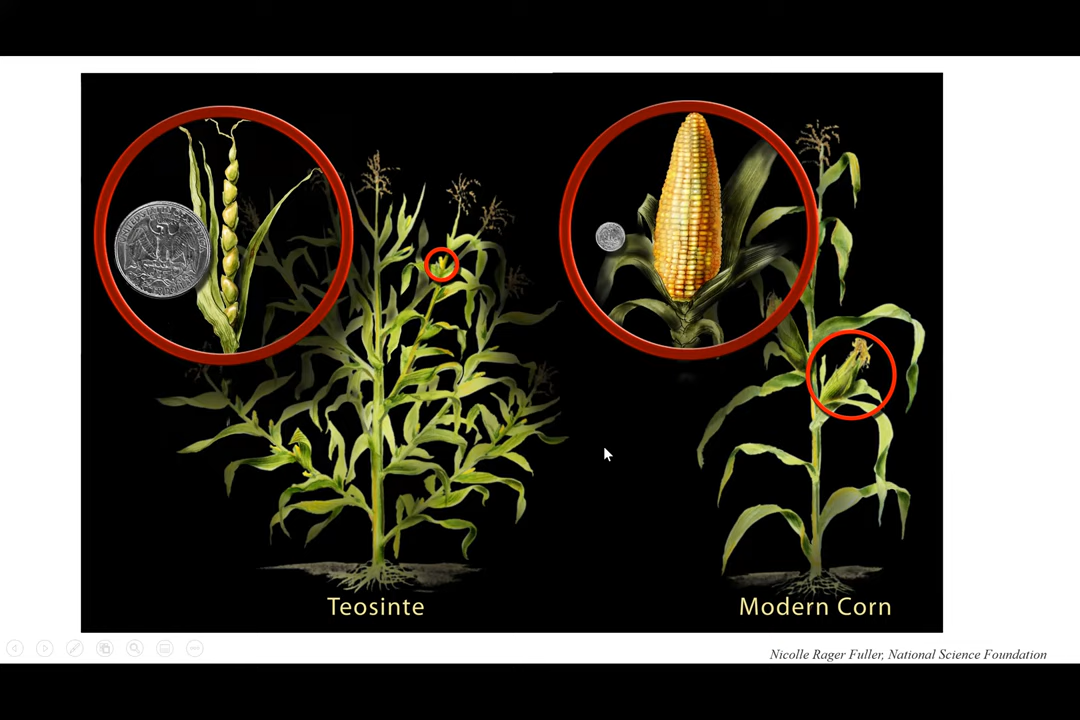 Teosinte
Modern Corn
Nicolle Rager Fuller, National Science Foundation